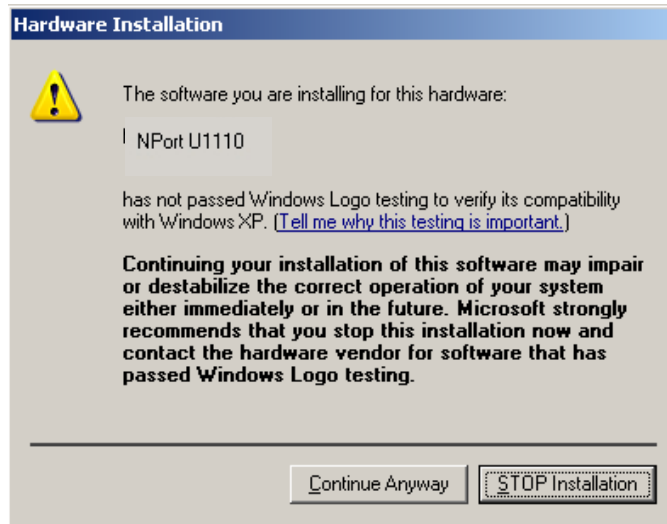 Hardware Installation
The software you are installing for this hardware:
NPort U1110
has not passed Windows Logo testing to verify its compatibility
with Windows XP. (Tell me why this testing is important.)
Continuing your installation of this software may impair
or destabilize the correct operation of your system
either immediately or in the future. Microsoft strongly
recommends that you stop this installation now and
contact the hardware vendor for software that has
passed Windows Logo testing.
Continue Anyway
STOP Installation